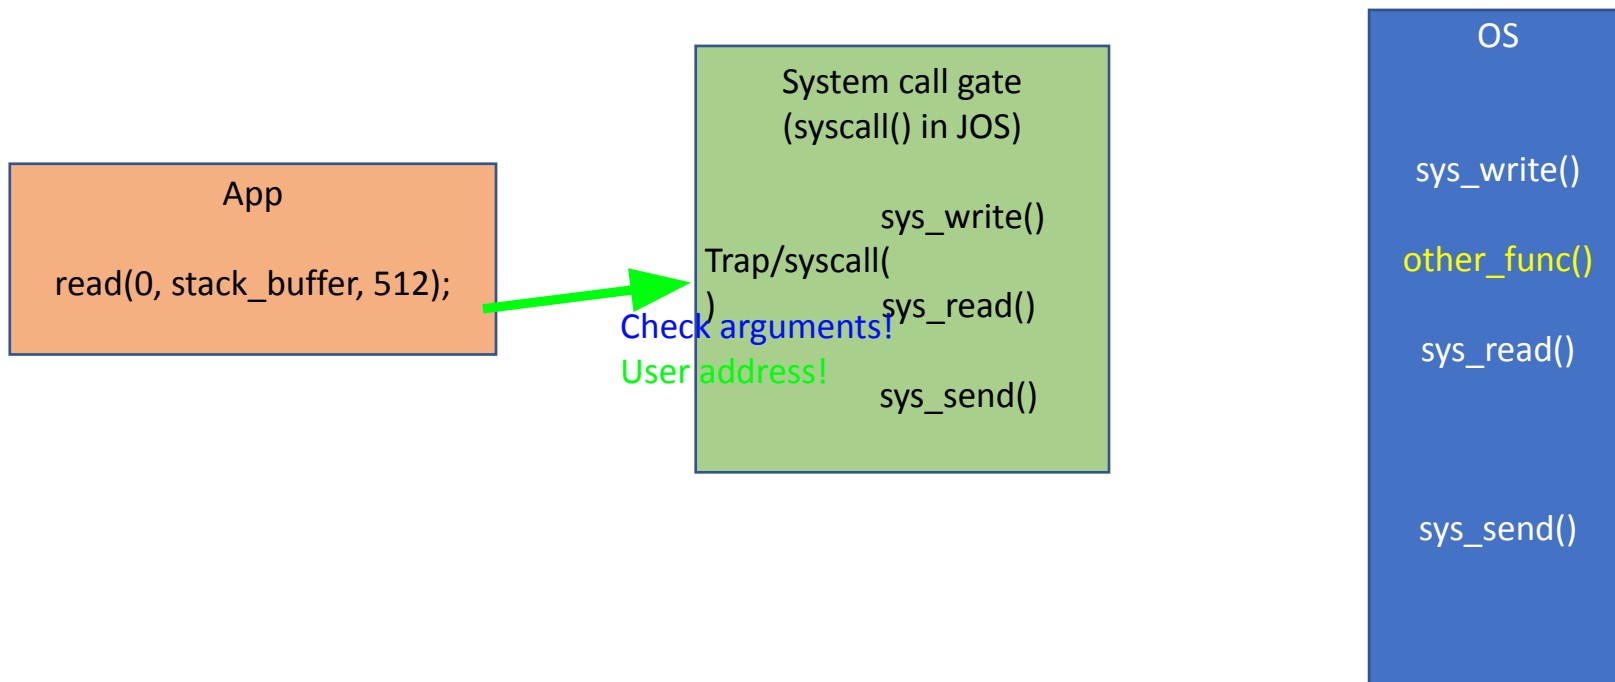 App
read(0, stack_buffer, 512);
System call gate
(syscall() in JOS)
sys_write()
Trap/syscall(
)
sys_read()
Check arguments!
User address!
sys_send()
OS
sys_write()
other_func()
sys_read()
sys_send()